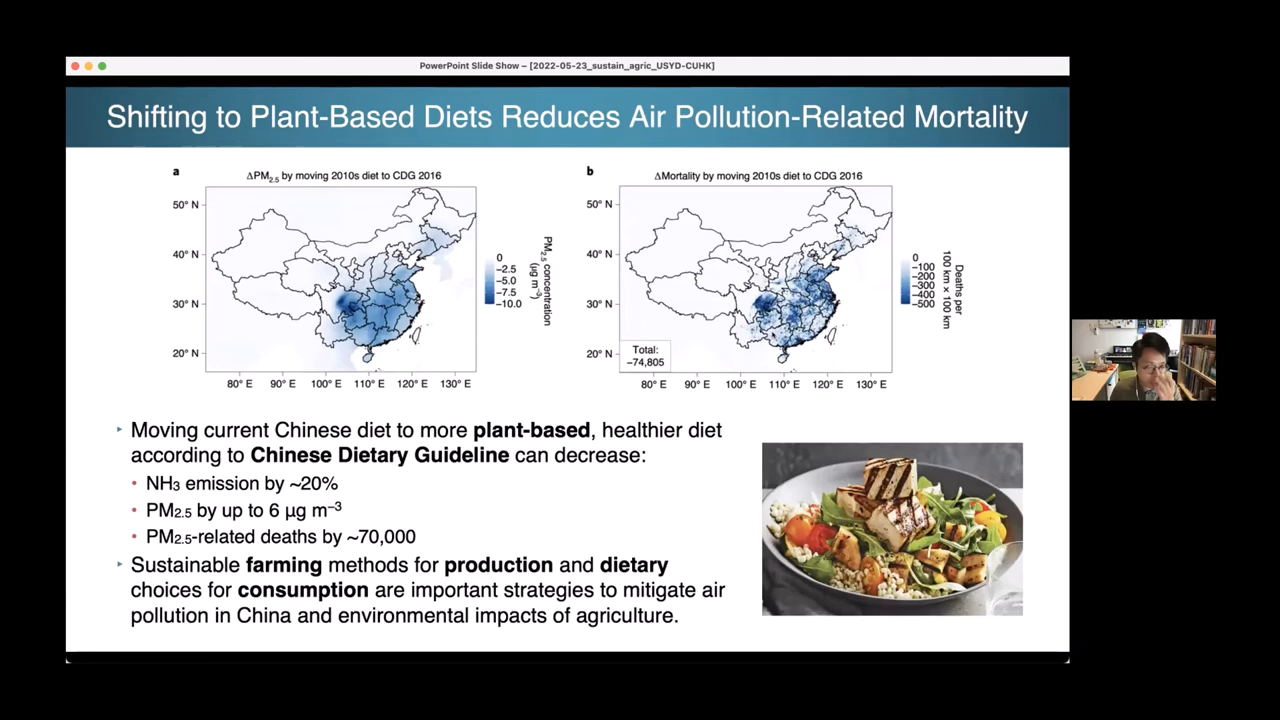 PowerPoint Slide Show – [2022-05-23_sustain_agric_USYD-CUHK]
Shifting to Plant-Based Diets Reduces Air Pollution-Related Mortality
a
ΔPM2.5 by moving 2010s diet to CDG 2016
50° N
40° N
30° N
20° N
80° E 90° E 100° E 110° E 120° E 130° E
0
−2.5
−5.0
−7.5
−10.0
PM2.5 concentration
(µg m−3)
b
ΔMortality by moving 2010s diet to CDG 2016
50° N
40° N
30° N
20° N
Total:
−74,805
80° E 90° E 100° E 110° E 120° E 130° E
0
−100
−200
−300
−400
−500
Deaths per
100 km × 100 km
‣ Moving current Chinese diet to more plant-based, healthier diet
according to Chinese Dietary Guideline can decrease:
• NH3 emission by ~20%
• PM2.5 by up to 6 µg m−3
• PM2.5-related deaths by ~70,000
‣ Sustainable farming methods for production and dietary
choices for consumption are important strategies to mitigate air
pollution in China and environmental impacts of agriculture.